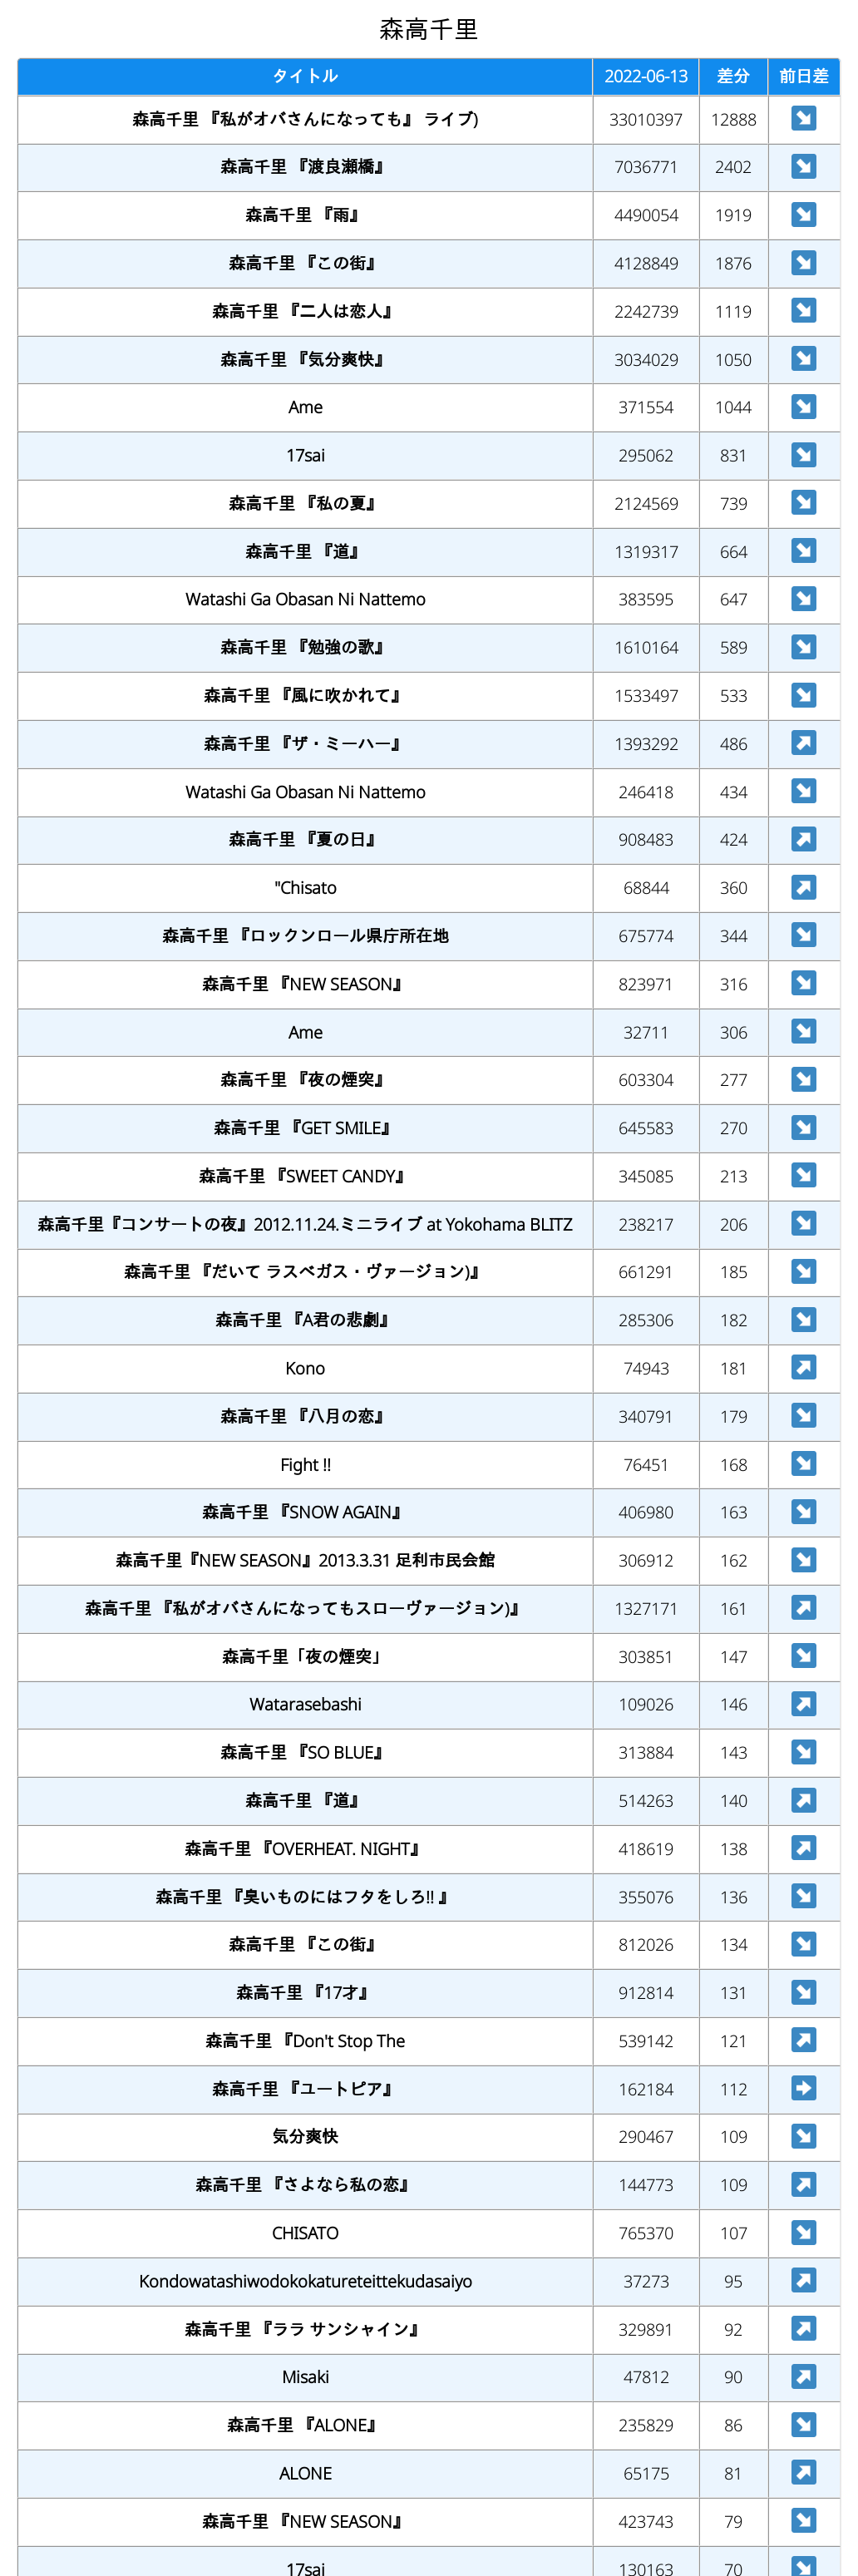 森高千里
タイトル 2022-06-13 差分 前日差
森高千里 『私がオバさんになっても』 ライブ) 33010397 12888
森高千里 『渡良瀬橋』 7036771 2402
森高千里 『雨』 4490054 1919
森高千里 『この街』 4128849 1876
森高千里 『二人は恋人』 2242739 1119
森高千里 『気分爽快』 3034029 1050
Ame 371554 1044
17sai 295062 831
森高千里 『私の夏』 2124569 739
森高千里 『道』 1319317 664
Watashi Ga Obasan Ni Nattemo 383595 647
森高千里 『勉強の歌』 1610164 589
森高千里 『風に吹かれて』 1533497 533
森高千里 『ザ・ミーハー』 1393292 486
Watashi Ga Obasan Ni Nattemo 246418 434
森高千里 『夏の日』 908483 424
"Chisato 68844 360
森高千里 『ロックンロール県庁所在地 675774 344
森高千里 『NEW SEASON』 823971 316
Ame 32711 306
森高千里 『夜の煙突』 603304 277
森高千里 『GET SMILE』 645583 270
森高千里 『SWEET CANDY』 345085 213
森高千里『コンサートの夜』2012.11.24.ミニライブ at Yokohama BLITZ 238217 206
森高千里 『だいて ラスベガス・ヴァージョン)』 661291 185
森高千里 『A君の悲劇』 285306 182
Kono 74943 181
森高千里 『八月の恋』 340791 179
Fight !! 76451 168
森高千里 『SNOW AGAIN』 406980 163
森高千里『NEW SEASON』2013.3.31 足利市民会館 306912 162
森高千里 『私がオバさんになってもスローヴァージョン)』 1327171 161
森高千里「夜の煙突」 303851 147
Watarasebashi 109026 146
森高千里 『SO BLUE』 313884 143
森高千里 『道』 514263 140
森高千里 『OVERHEAT. NIGHT』 418619 138
森高千里 『臭いものにはフタをしろ!! 』 355076 136
森高千里 『この街』 812026 134
森高千里 『17才』 912814 131
森高千里 『Don't Stop The 539142 121
森高千里 『ユートピア』 162184 112
気分爽快 290467 109
森高千里 『さよなら私の恋』 144773 109
CHISATO 765370 107
Kondowatashiwodokokatureteittekudasaiyo 37273 95
森高千里 『ララ サンシャイン』 329891 92
Misaki 47812 90
森高千里 『ALONE』 235829 86
ALONE 65175 81
森高千里 『NEW SEASON』 423743 79
17sai 130163 70